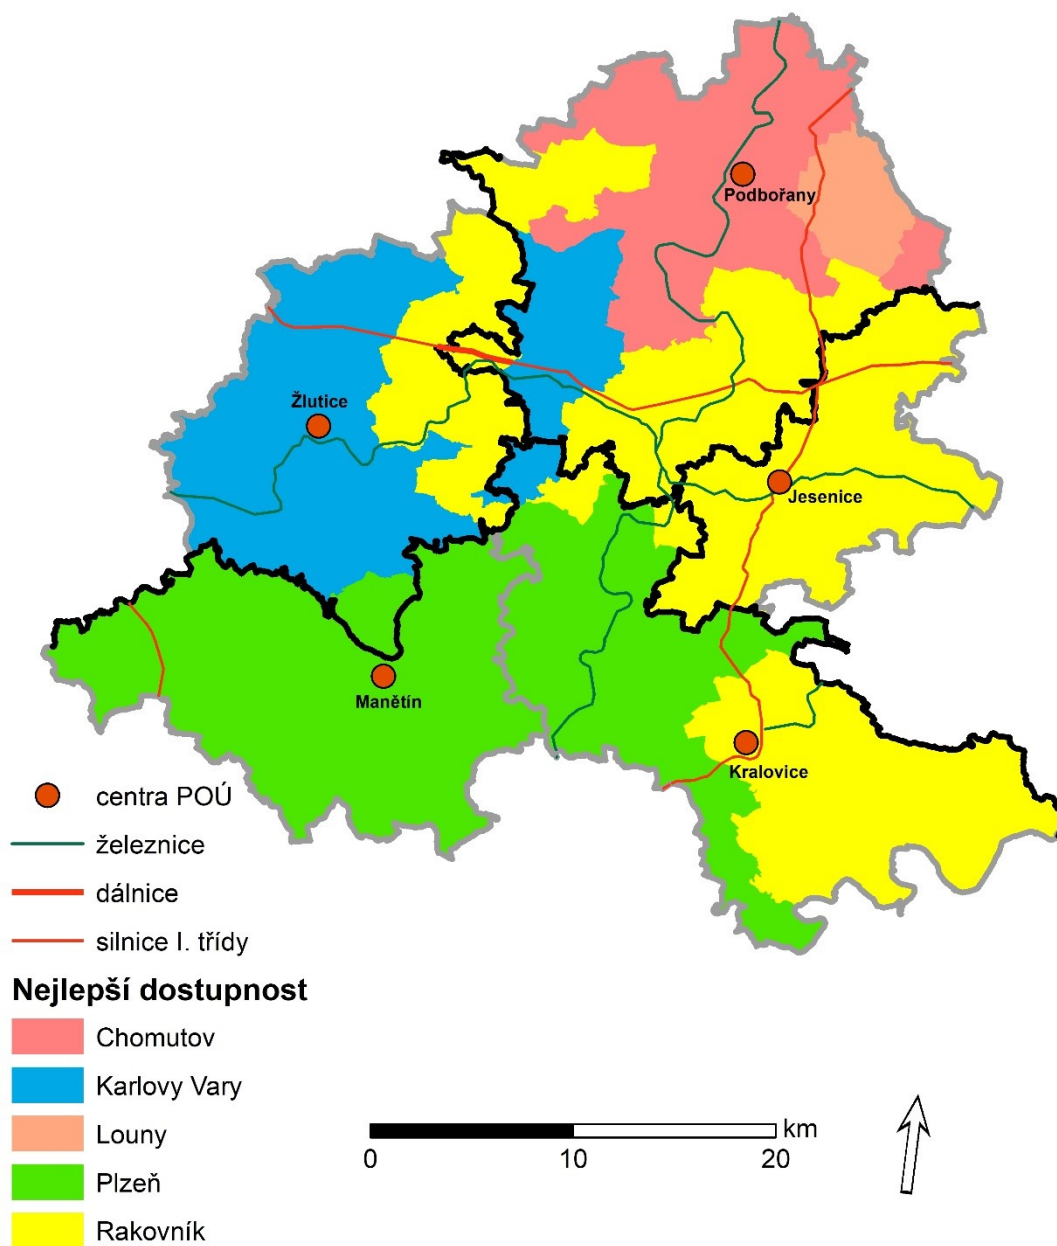 Podbořany
Žlutice
Jesenice
Manětín
Kralovice
centra POÚ
železnice
dálnice
silnice I. třídy
Nejlepší dostupnost
Chomutov
Karlovy Vary
Louny
Plzeň
Rakovník
km
0 10 20